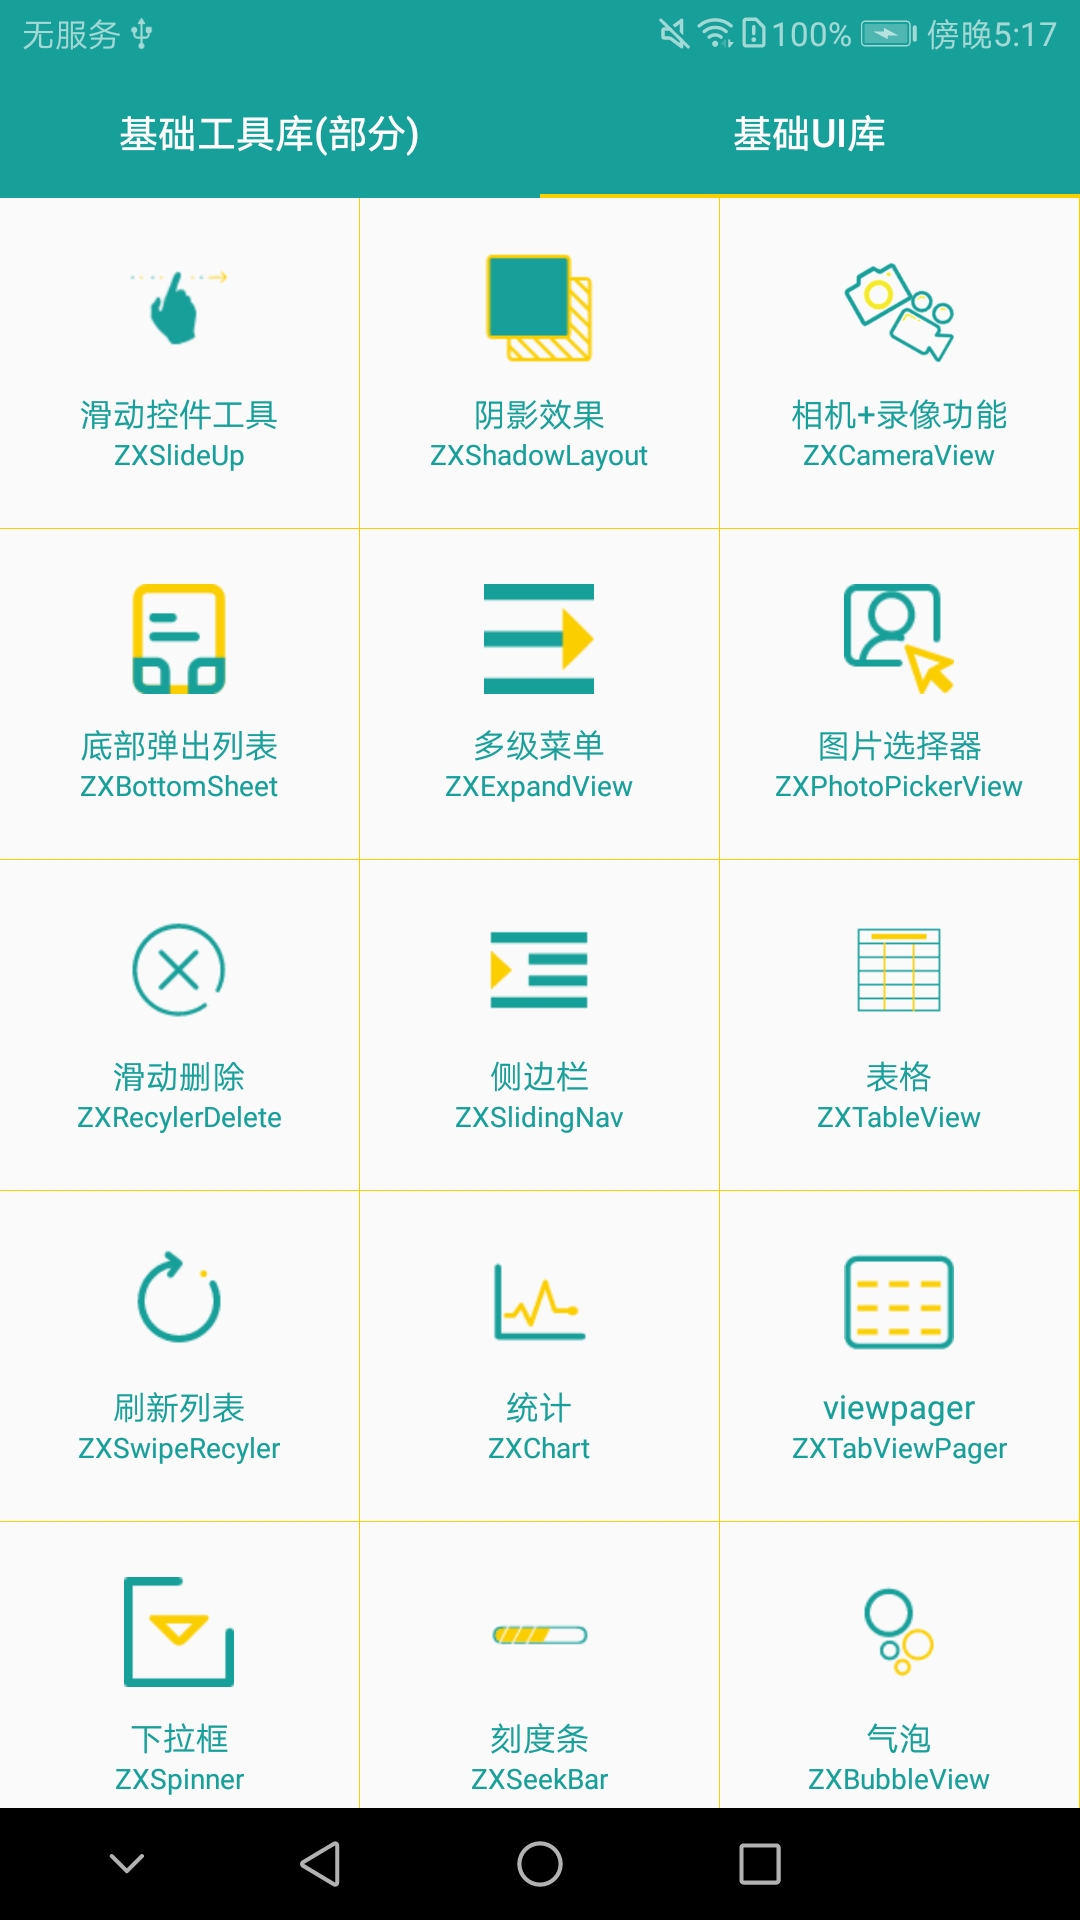 无服务 100% 傍晚5:17
基础工具库(部分) 基础UI库
滑动控件工具 阴影效果 相机+录像功能
ZXSlideUp ZXShadowLayout ZXCameraView
底部弹出列表 多级菜单 图片选择器
ZXBottomSheet ZXExpandView ZXPhotoPickerView
滑动删除 侧边栏 表格
ZXRecylerDelete ZXSlidingNav ZXTableView
刷新列表 统计 viewpager
ZXSwipeRecyler ZXChart ZXTabViewPager
下拉框 刻度条 气泡
ZXSpinner ZXSeekBar ZXBubbleView